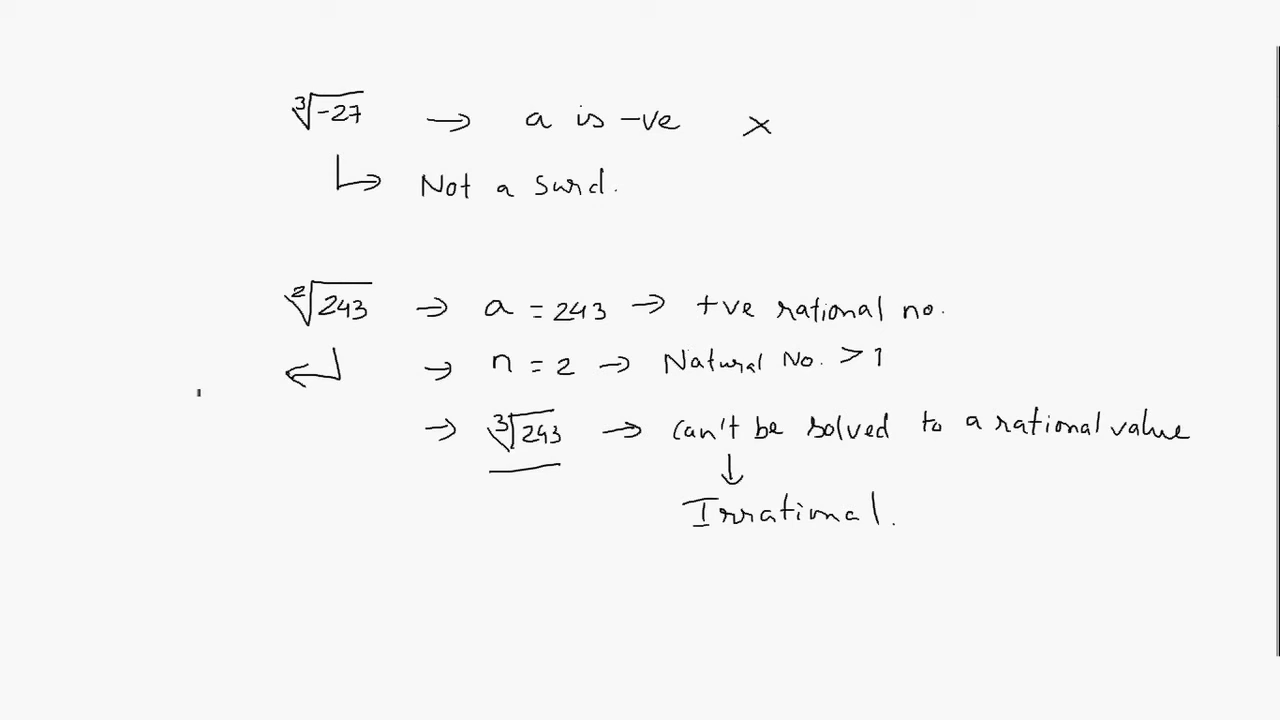 ∛-27 → a is -ve ×
↳ Not a surd.
²√243 → a = 243 → +ve rational no.
↵ → n = 2 → Natural No. > 1
→ ∛243 → can't be solved to a rational value
↓
Irrational.